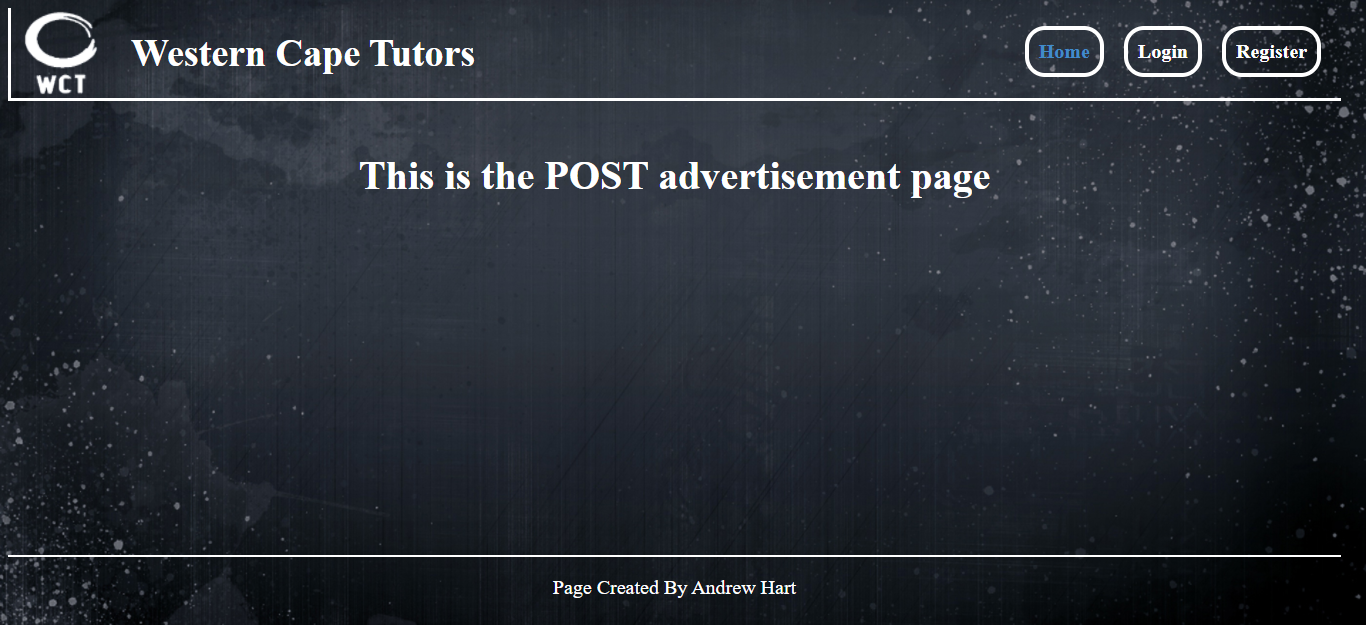 WCT
Western Cape Tutors
Home
Login
Register
This is the POST advertisement page
Page Created By Andrew Hart